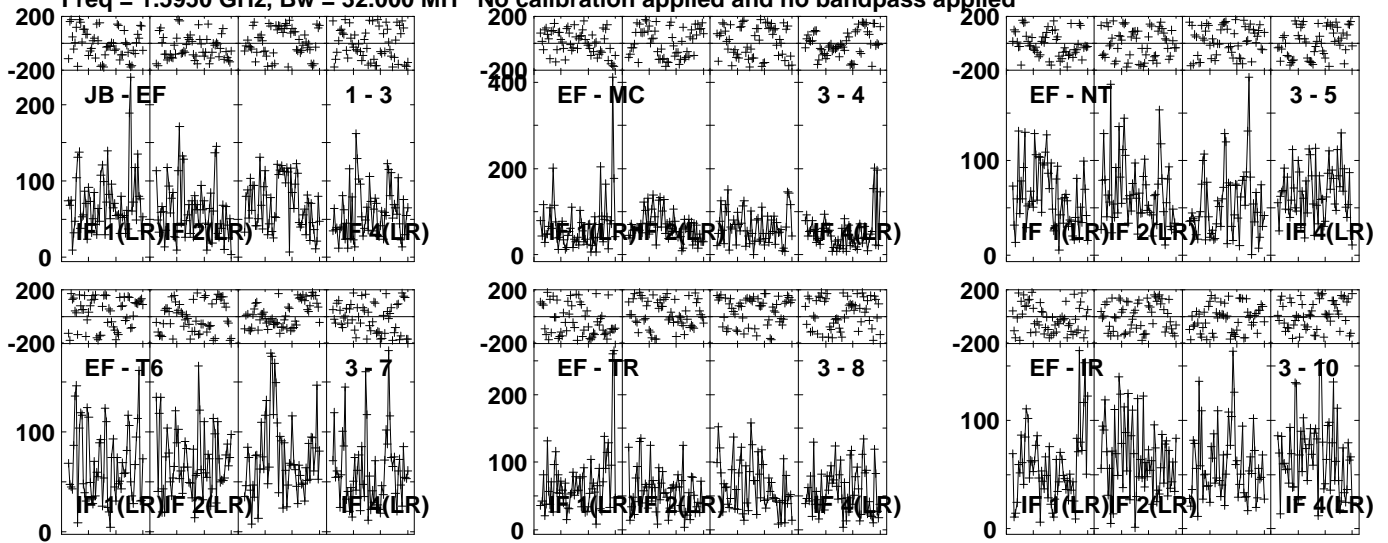 Freq = 1.5950 GHz, Bw = 32.000 MH No calibration applied and no bandpass applied
200
-200
200
100
0
JB - EF 1 - 3
IF 1(LR) IF 2(LR) IF 4(LR)
200
-200
400
200
0
EF - MC 3 - 4
IF 1(LR) IF 2(LR) IF 4(LR)
200
-200
100
0
EF - NT 3 - 5
IF 1(LR) IF 2(LR) IF 4(LR)
200
-200
100
0
EF - T6 3 - 7
IF 1(LR) IF 2(LR) IF 4(LR)
200
-200
200
100
0
EF - TR 3 - 8
IF 1(LR) IF 2(LR) IF 4(LR)
200
-200
100
0
EF - IR 3 - 10
IF 1(LR) IF 2(LR) IF 4(LR)